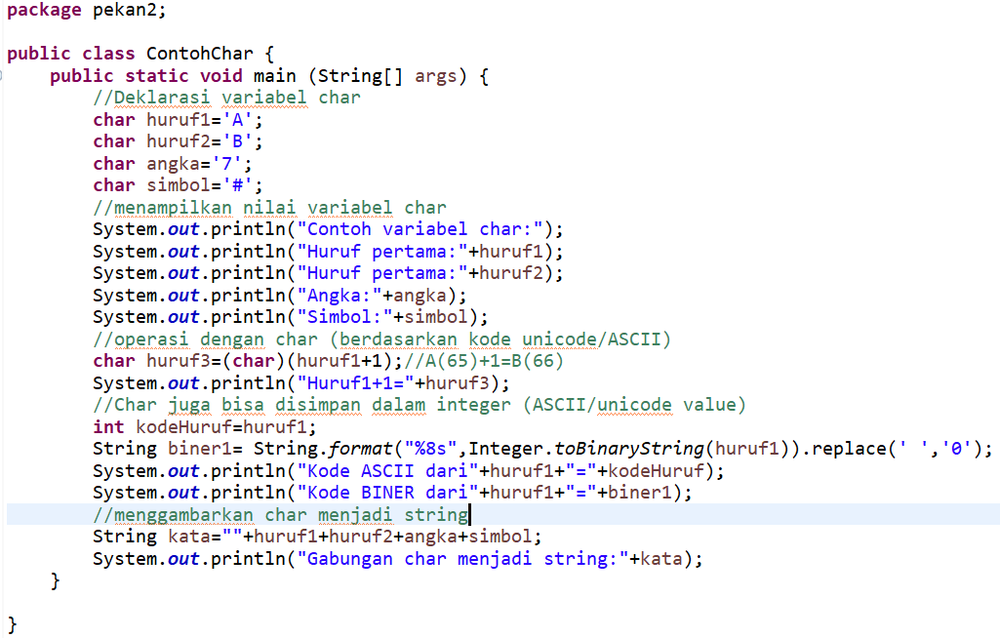 package pekan2;
public class ContohChar {
public static void main (String[] args) {
//Deklarasi variabel char
char huruf1='A';
char huruf2='B';
char angka='7';
char simbol='#';
//menampilkan nilai variabel char
System.out.println("Contoh variabel char:");
System.out.println("Huruf pertama:"+huruf1);
System.out.println("Huruf pertama:"+huruf2);
System.out.println("Angka:"+angka);
System.out.println("Simbol:"+simbol);
//operasi dengan char (berdasarkan kode unicode/ASCII)
char huruf3=(char)(huruf1+1);//A(65)+1=B(66)
System.out.println("Huruf1+1="+huruf3);
//Char juga bisa disimpan dalam integer (ASCII/unicode value)
int kodeHuruf=huruf1;
String biner1= String.format("%8s",Integer.toBinaryString(huruf1)).replace(' ','0');
System.out.println("Kode ASCII dari"+huruf1+"="+kodeHuruf);
System.out.println("Kode BINER dari"+huruf1+"="+biner1);
//menggambarkan char menjadi string
String kata=""+huruf1+huruf2+angka+simbol;
System.out.println("Gabungan char menjadi string:"+kata);
}
}